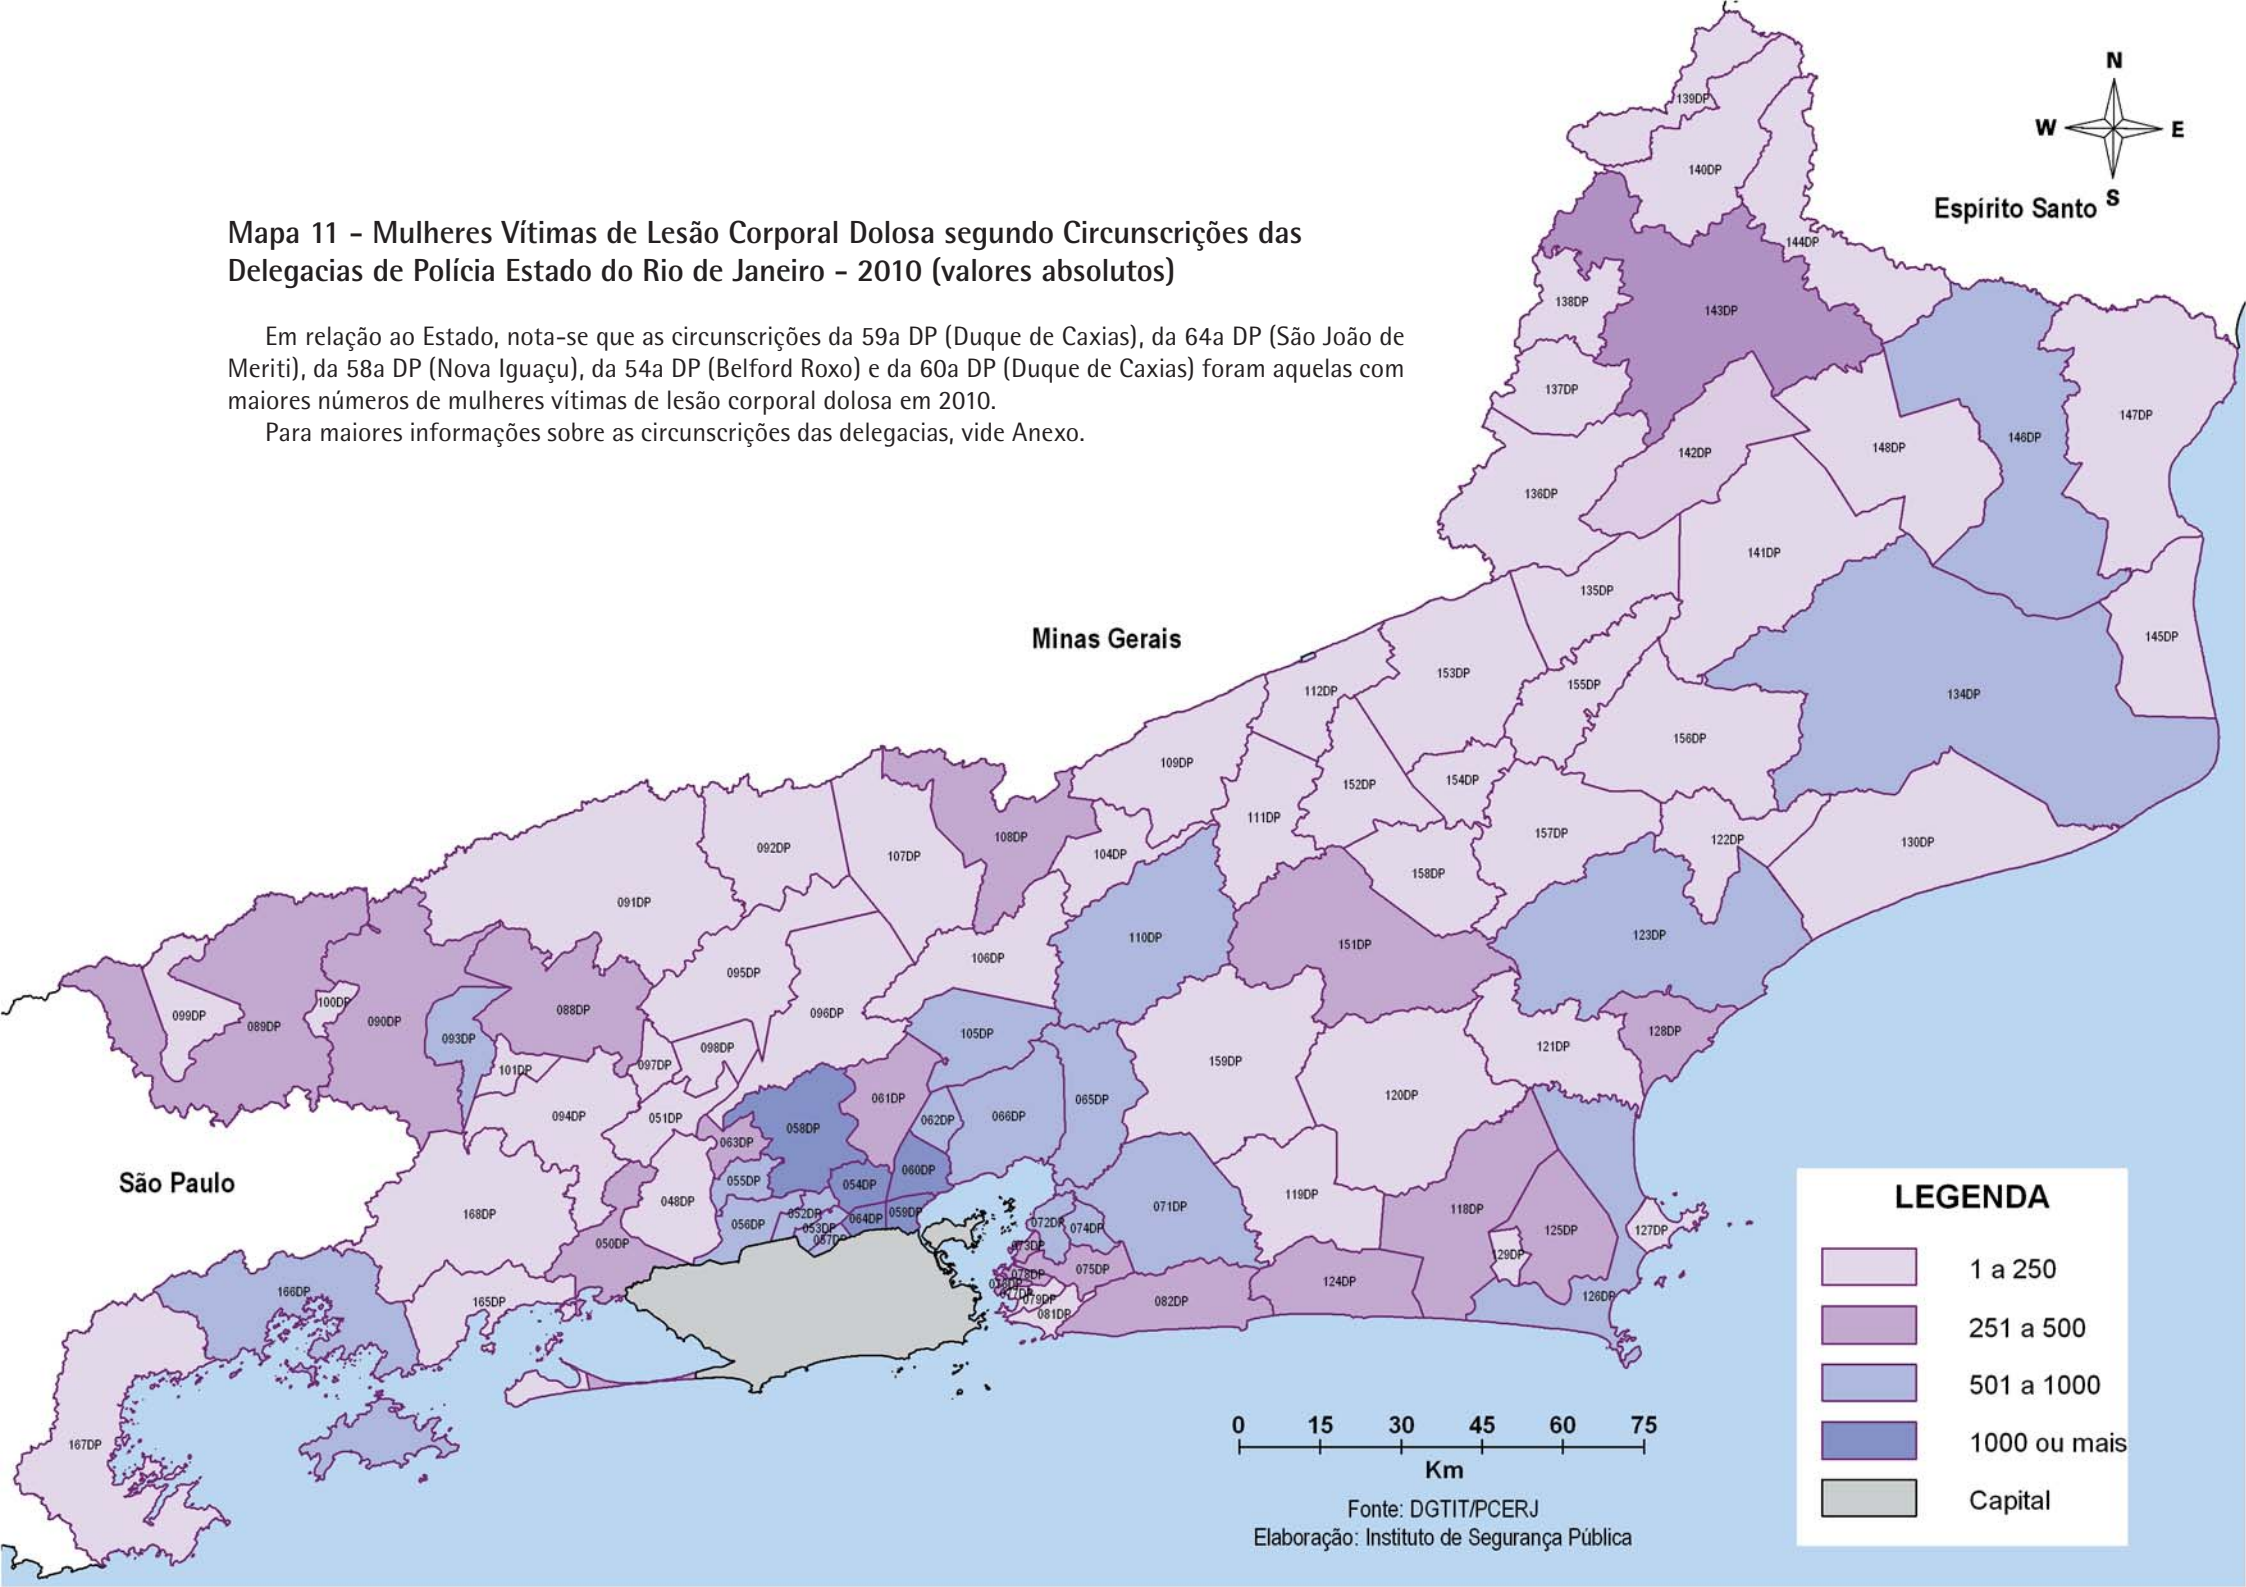 Mapa 11 - Mulheres Vítimas de Lesão Corporal Dolosa segundo Circunscrições das
Delegacias de Polícia Estado do Rio de Janeiro - 2010 (valores absolutos)
Em relação ao Estado, nota-se que as circunscrições da 59a DP (Duque de Caxias), da 64a DP (São João de
Meriti), da 58a DP (Nova Iguaçu), da 54a DP (Belford Roxo) e da 60a DP (Duque de Caxias) foram aquelas com
maiores números de mulheres vítimas de lesão corporal dolosa em 2010.
Para maiores informações sobre as circunscrições das delegacias, vide Anexo.
N
W
E
S
Espírito Santo
Minas Gerais
São Paulo
139DP
140DP
144DP
138DP
143DP
137DP
147DP
146DP
148DP
142DP
136DP
141DP
135DP
145DP
153DP
155DP
112DP
134DP
156DP
109DP
154DP
152DP
111DP
157DP
122DP
130DP
108DP
104DP
107DP
092DP
158DP
091DP
123DP
110DP
151DP
106DP
095DP
100DP
099DP
089DP
090DP
088DP
096DP
093DP
105DP
128DP
098DP
121DP
097DP
101DP
159DP
120DP
061DP
065DP
094DP
051DP
062DP
066DP
058DP
063DP
060DP
055DP
054DP
048DP
119DP
168DP
071DP
118DP
052DP
064DP
059DP
056DP
053DP
057DP
072DP
074DP
125DP
127DP
050DP
073DP
129DP
075DP
078DP
124DP
076DP
077DP
166DP
165DP
079DP
082DP
126DP
081DP
167DP
LEGENDA
1 a 250
251 a 500
501 a 1000
1000 ou mais
Capital
0 15 30 45 60 75
Km
Fonte: DGTIT/PCERJ
Elaboração: Instituto de Segurança Pública